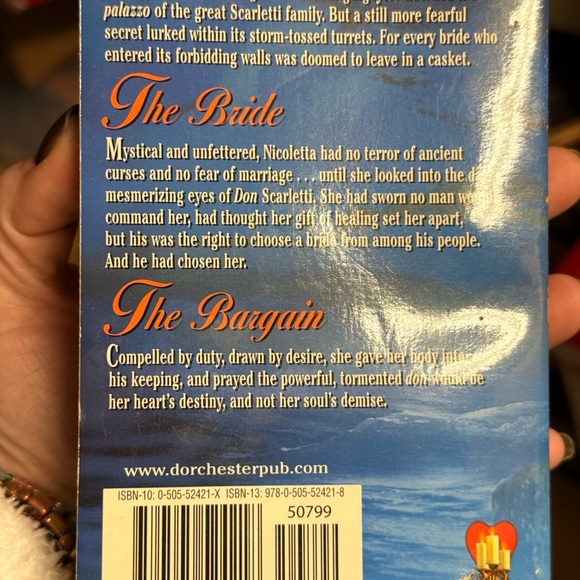 palazzo of the great Scarletti family. But a still more fearful
secret lurked within its storm-tossed turrets. For every bride who
entered its forbidding walls was doomed to leave in a casket.
The Bride
Mystical and unfettered, Nicoletta had no terror of ancient
curses and no fear of marriage . . . until she looked into the
mesmerizing eyes of Don Scarletti. She had sworn no man would
command her, had thought her gift of healing set her apart,
but his was the right to choose a bride from among his people.
And he had chosen her.
The Bargain
Compelled by duty, drawn by desire, she gave her body into
his keeping, and prayed the powerful, tormented don would be
her heart's destiny, and not her soul's demise.
www.dorchesterpub.com
ISBN-10: 0-505-52421-X ISBN-13: 978-0-505-52421-8
50799